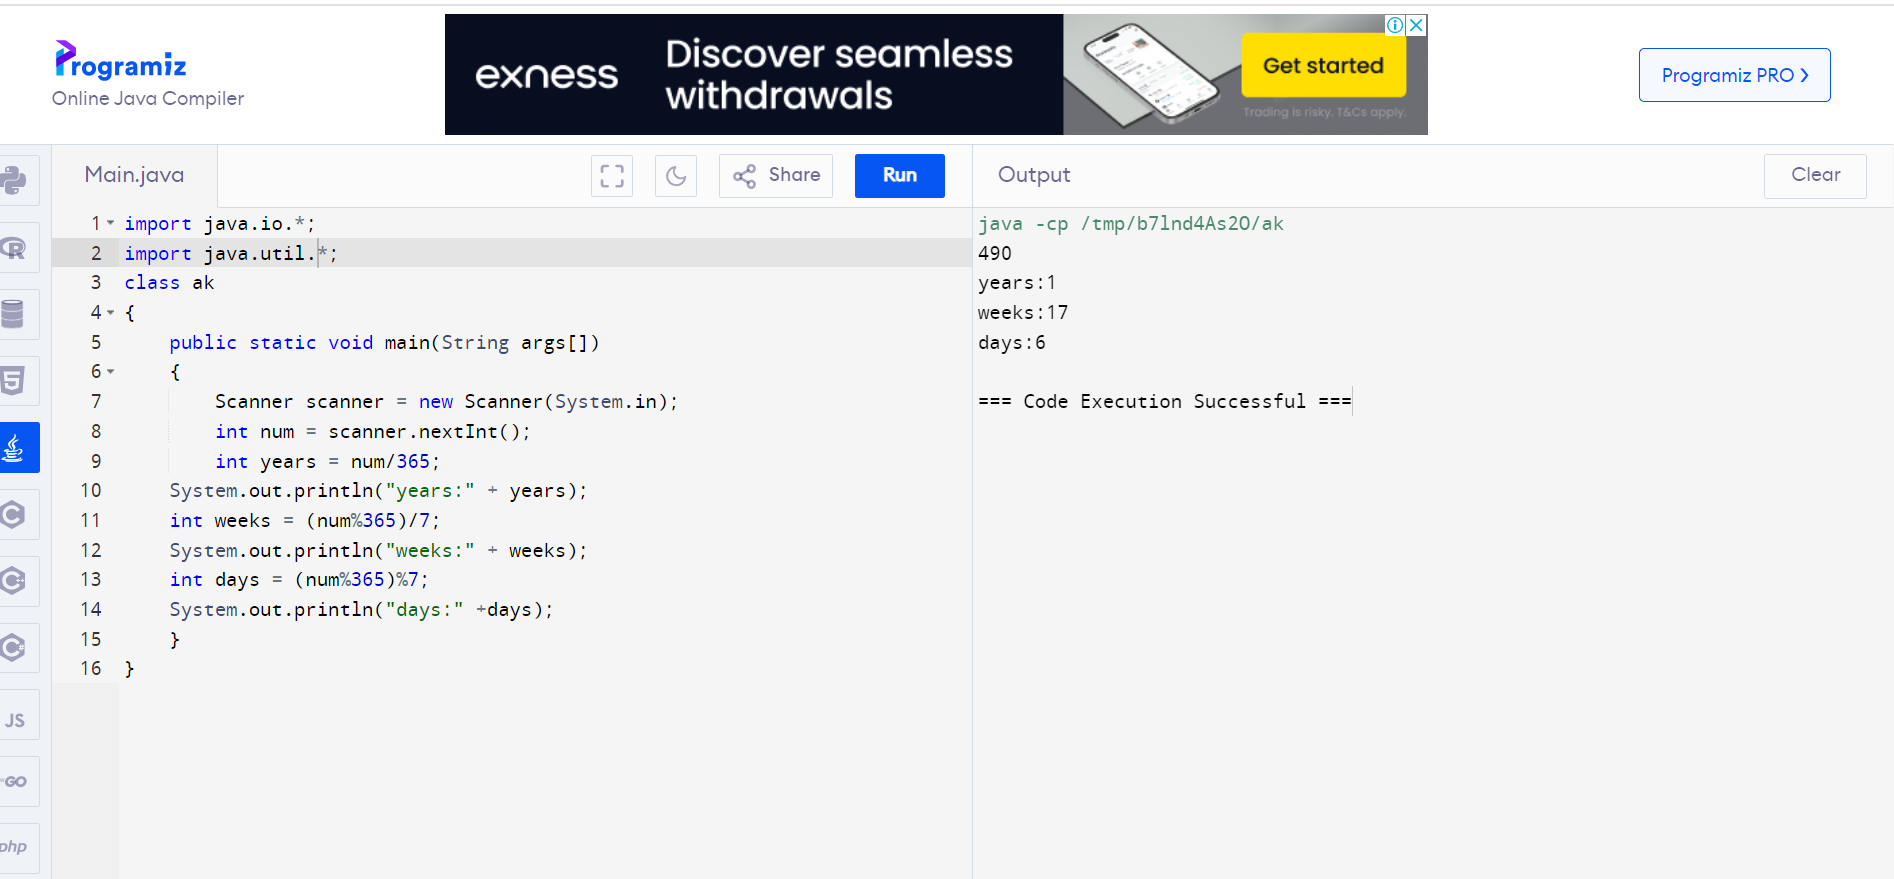 Programiz
Online Java Compiler
exness
Discover seamless
withdrawals
Get started
Trading is risky. T&Cs apply.
Programiz PRO >
Main.java
Share
Run
Output
Clear
1 import java.io.*;
2 import java.util.*;
3 class ak
4 {
5     public static void main(String args[])
6     {
7         Scanner scanner = new Scanner(System.in);
8         int num = scanner.nextInt();
9         int years = num/365;
10     System.out.println("years:" + years);
11     int weeks = (num%365)/7;
12     System.out.println("weeks:" + weeks);
13     int days = (num%365)%7;
14     System.out.println("days:" +days);
15     }
16 }
java -cp /tmp/b7lnd4As2O/ak
490
years:1
weeks:17
days:6
=== Code Execution Successful ===
JS
GO
php